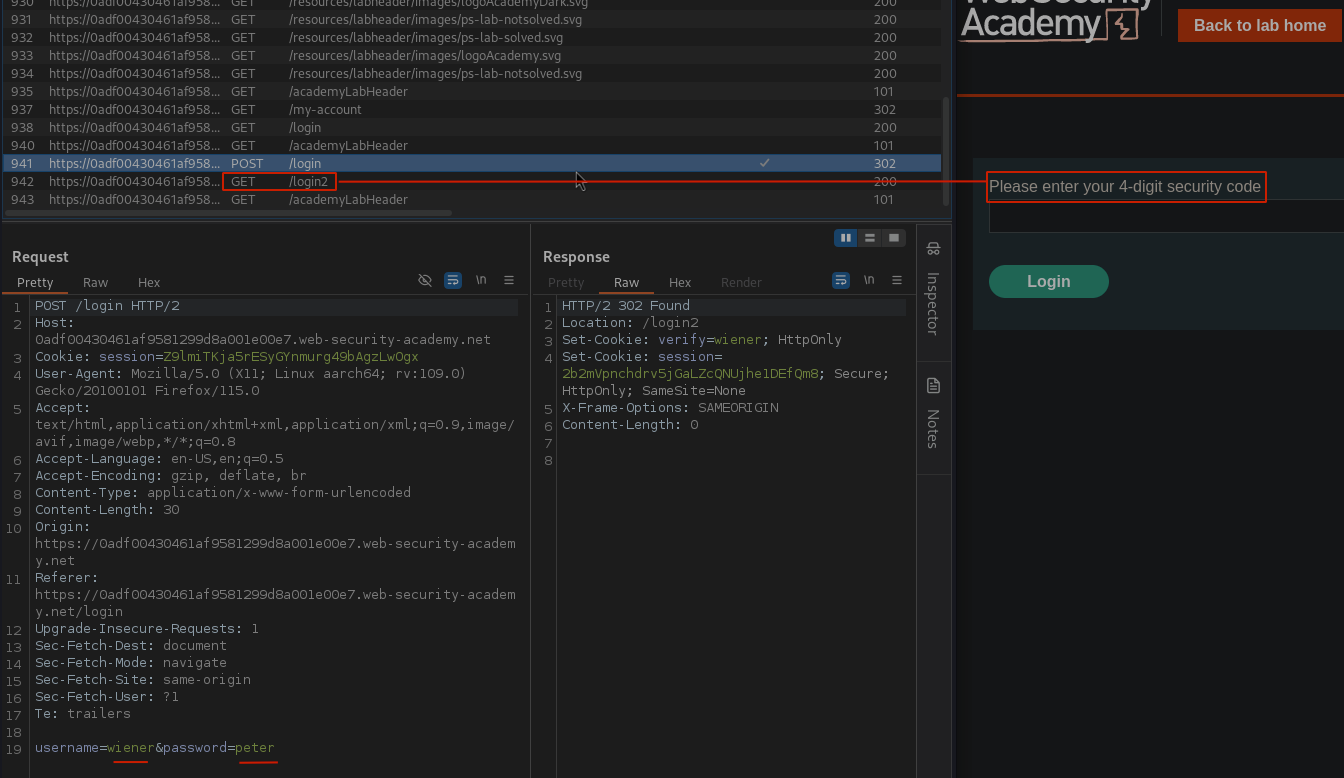 930 https://0adf00430461af958... GET /resources/labheader/images/logoAcademyDark.svg 200
WebSecurity
931 https://0adf00430461af958... GET /resources/labheader/images/ps-lab-notsolved.svg 200
Academy
Back to lab home
932 https://0adf00430461af958... GET /resources/labheader/images/ps-lab-solved.svg 200
933 https://0adf00430461af958... GET /resources/labheader/images/logoAcademy.svg 200
934 https://0adf00430461af958... GET /resources/labheader/images/ps-lab-notsolved.svg 200
935 https://0adf00430461af958... GET /academyLabHeader 101
937 https://0adf00430461af958... GET /my-account 302
938 https://0adf00430461af958... GET /login 200
940 https://0adf00430461af958... GET /academyLabHeader 101
941 https://0adf00430461af958... POST /login ✓ 302
942 https://0adf00430461af958... GET /login2 200
943 https://0adf00430461af958... GET /academyLabHeader 101
Please enter your 4-digit security code
Login
Request
Pretty Raw Hex \n
1 POST /login HTTP/2
2 Host:
0adf00430461af9581299d8a001e00e7.web-security-academy.net
3 Cookie: session=Z9lmiTKja5rESyGYnmurg49bAgzLwOgx
4 User-Agent: Mozilla/5.0 (X11; Linux aarch64; rv:109.0)
Gecko/20100101 Firefox/115.0
5 Accept:
text/html,application/xhtml+xml,application/xml;q=0.9,image/
avif,image/webp,*/*;q=0.8
6 Accept-Language: en-US,en;q=0.5
7 Accept-Encoding: gzip, deflate, br
8 Content-Type: application/x-www-form-urlencoded
9 Content-Length: 30
10 Origin:
https://0adf00430461af9581299d8a001e00e7.web-security-academ
y.net
11 Referer:
https://0adf00430461af9581299d8a001e00e7.web-security-academ
y.net/login
12 Upgrade-Insecure-Requests: 1
13 Sec-Fetch-Dest: document
14 Sec-Fetch-Mode: navigate
15 Sec-Fetch-Site: same-origin
16 Sec-Fetch-User: ?1
17 Te: trailers
18
19 username=wiener&password=peter
Response
Pretty Raw Hex Render \n
1 HTTP/2 302 Found
2 Location: /login2
3 Set-Cookie: verify=wiener; HttpOnly
4 Set-Cookie: session=
2b2mVpnchdrv5jGaLZcQNUjhe1DEfQm8; Secure;
HttpOnly; SameSite=None
5 X-Frame-Options: SAMEORIGIN
6 Content-Length: 0
7
8
Inspector
Notes